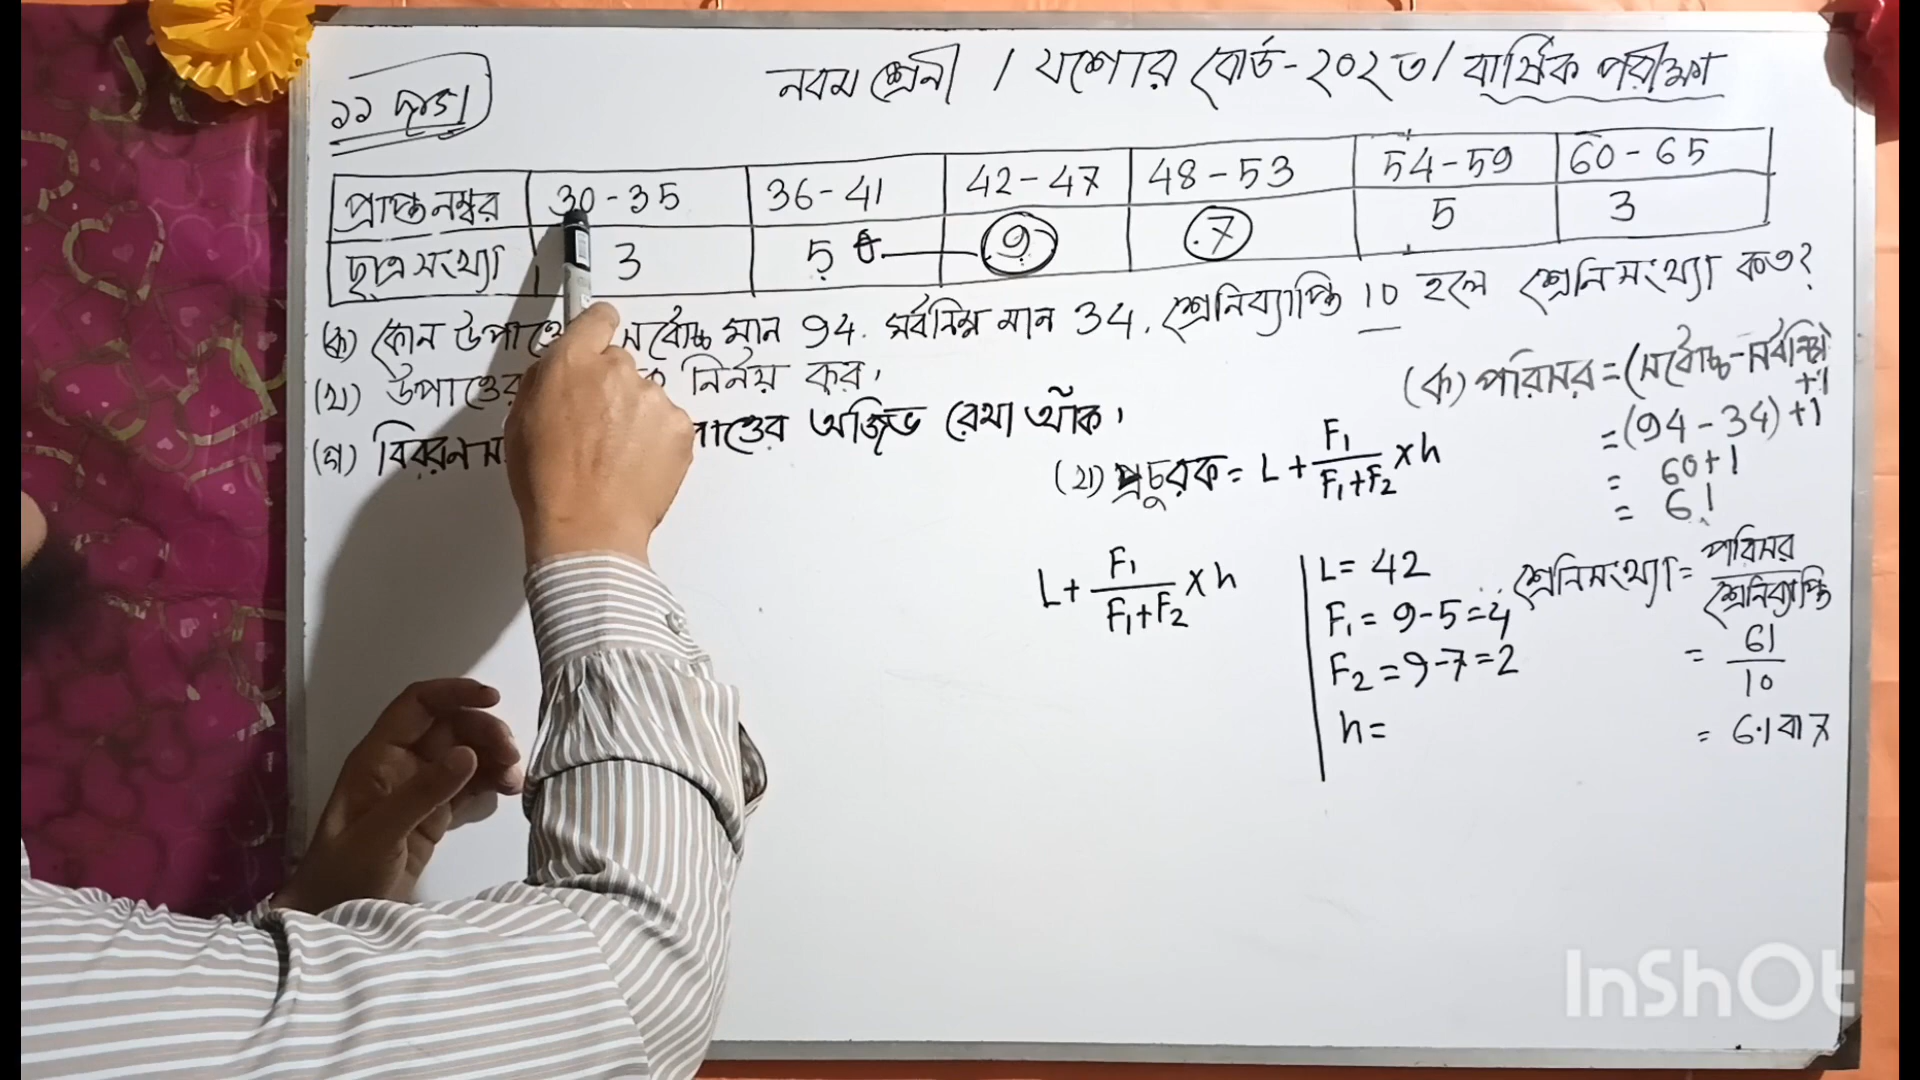 নবম শ্রেনী / যশোর বোর্ড-২০২৩ / বার্ষিক পরীক্ষা
১১ দাগ
প্রাপ্ত নম্বর 30-35 36-41 42-47 48-53 54-59 60-65
ছাত্র সংখ্যা 3 5 9 7 5 3
(ক) কোন সর্বোচ্চ মান 94. সর্বনিম্ন মান 34. শ্রেনিব্যাপ্তি 10 হলে শ্রেনি সংখ্যা কত?
(খ) উপাত্তের নির্নয় কর।
(গ) অজিভ রেখা আঁক।
(ক) পরিসর = (সর্বোচ্চ - সর্বনিম্ন
+1
= (94-34)+1
= 60+1
= 61
শ্রেনিসংখ্যা = পরিসর
শ্রেনিব্যাপ্তি
= 61
10
= 6.1 বা 7
(খ) প্রচুরক = L + F₁
F₁+F₂ × h
L + F₁
F₁+F₂ × h
L = 42
F₁ = 9-5 = 4
F₂ = 9-7 = 2
h =
InShOt